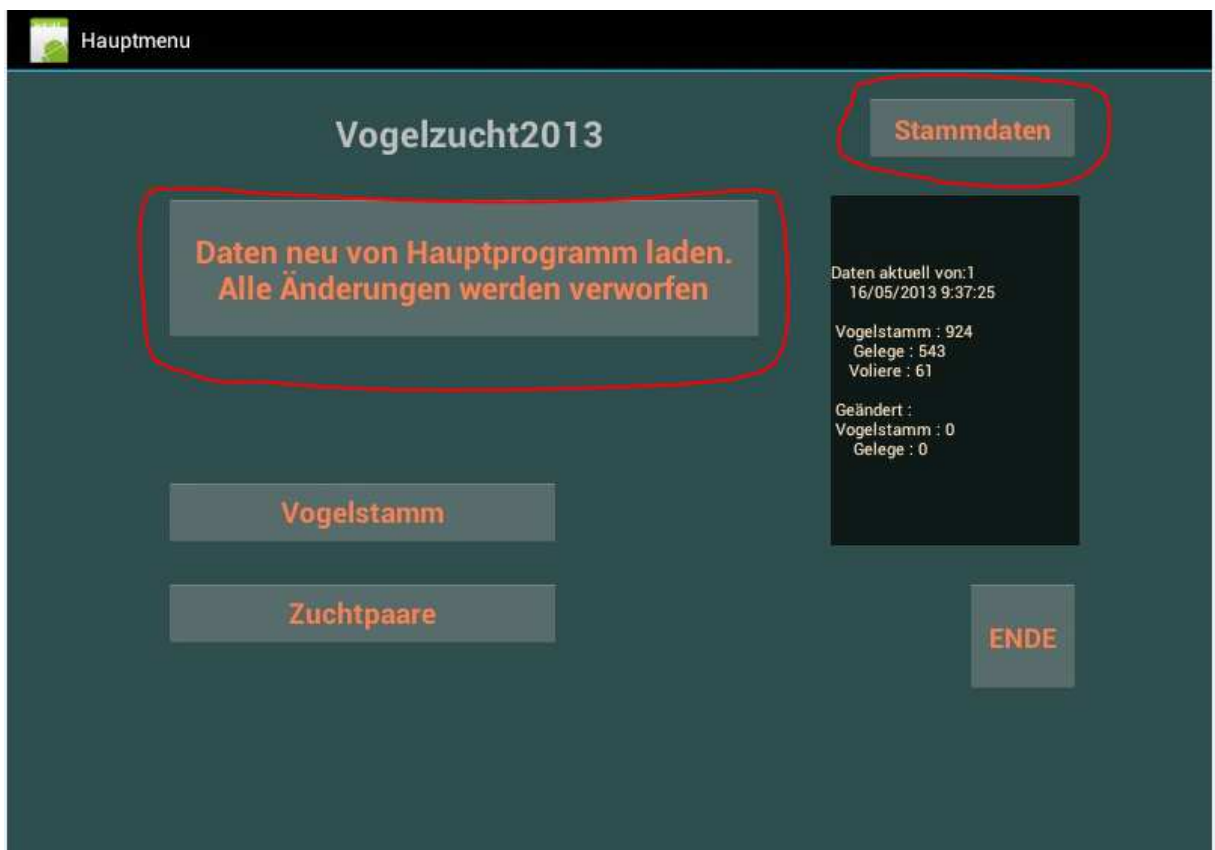 Hauptmenu
Vogelzucht2013
Stammdaten
Daten neu von Hauptprogramm laden.
Alle Änderungen werden verworfen
Daten aktuell von:1
16/05/2013 9:37:25
Vogelstamm : 924
Gelege : 543
Voliere : 61
Geändert :
Vogelstamm : 0
Gelege : 0
Vogelstamm
Zuchtpaare
ENDE